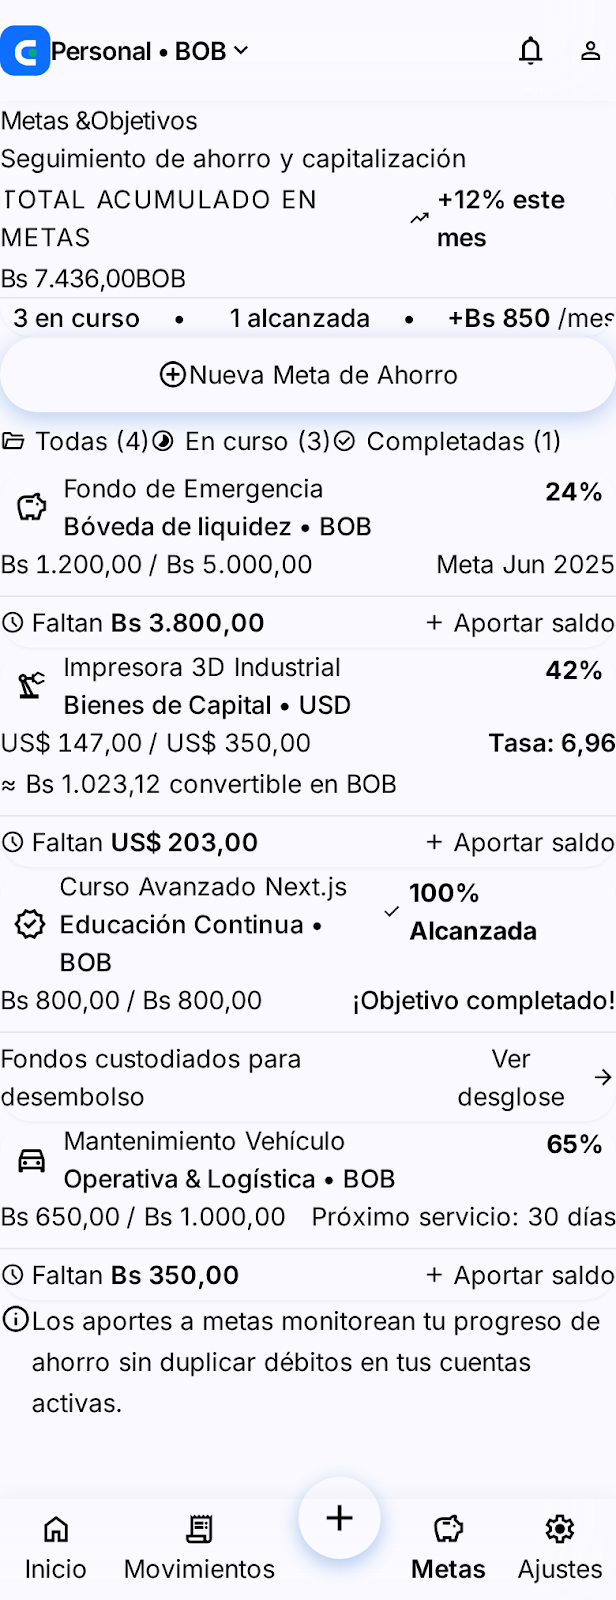 Personal • BOB
Metas &Objetivos
Seguimiento de ahorro y capitalización
TOTAL ACUMULADO EN METAS
+12% este mes
Bs 7.436,00BOB
3 en curso • 1 alcanzada • +Bs 850 /mes
Nueva Meta de Ahorro
Todas (4) En curso (3) Completadas (1)
Fondo de Emergencia 24%
Bóveda de liquidez • BOB
Bs 1.200,00 / Bs 5.000,00 Meta Jun 2025
Faltan Bs 3.800,00 + Aportar saldo
Impresora 3D Industrial 42%
Bienes de Capital • USD
US$ 147,00 / US$ 350,00 Tasa: 6,96
≈ Bs 1.023,12 convertible en BOB
Faltan US$ 203,00 + Aportar saldo
Curso Avanzado Next.js
Educación Continua •
BOB
100%
Alcanzada
Bs 800,00 / Bs 800,00 ¡Objetivo completado!
Fondos custodiados para
desembolso
Ver
desglose
Mantenimiento Vehículo 65%
Operativa & Logística • BOB
Bs 650,00 / Bs 1.000,00 Próximo servicio: 30 días
Faltan Bs 350,00 + Aportar saldo
Los aportes a metas monitorean tu progreso de
ahorro sin duplicar débitos en tus cuentas
activas.
Inicio Movimientos Metas Ajustes